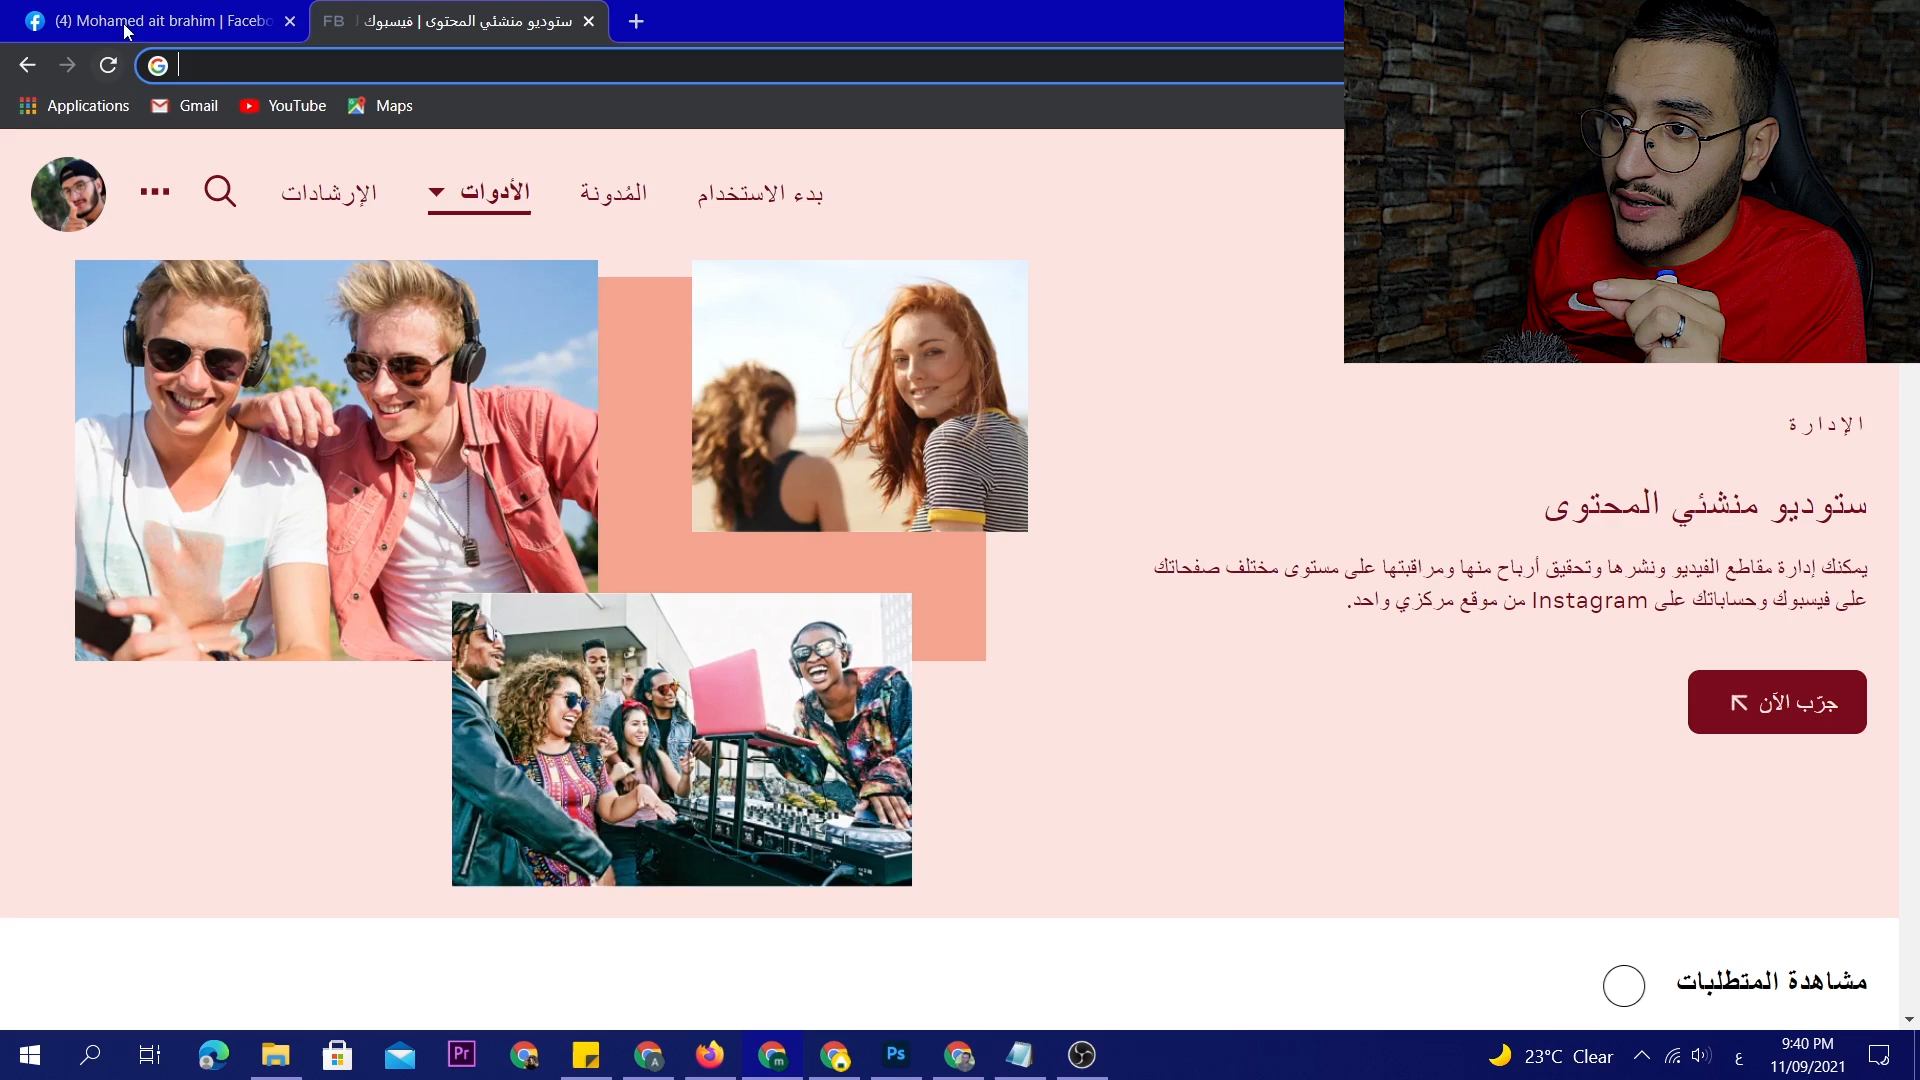 (4) Mohamed ait brahim | Facebo
FB
ستوديو منشئي المحتوى | فيسبوك
Applications
Gmail
YouTube
Maps
بدء الاستخدام
المُدونة
الأدوات
الإرشادات
الإدارة
ستوديو منشئي المحتوى
يمكنك إدارة مقاطع الفيديو ونشرها وتحقيق أرباح منها ومراقبتها على مستوى مختلف صفحاتك
على فيسبوك وحساباتك على Instagram من موقع مركزي واحد.
جرّب الآن
مشاهدة المتطلبات
Pr
A
m
Ps
23°C Clear
ع
9:40 PM
11/09/2021